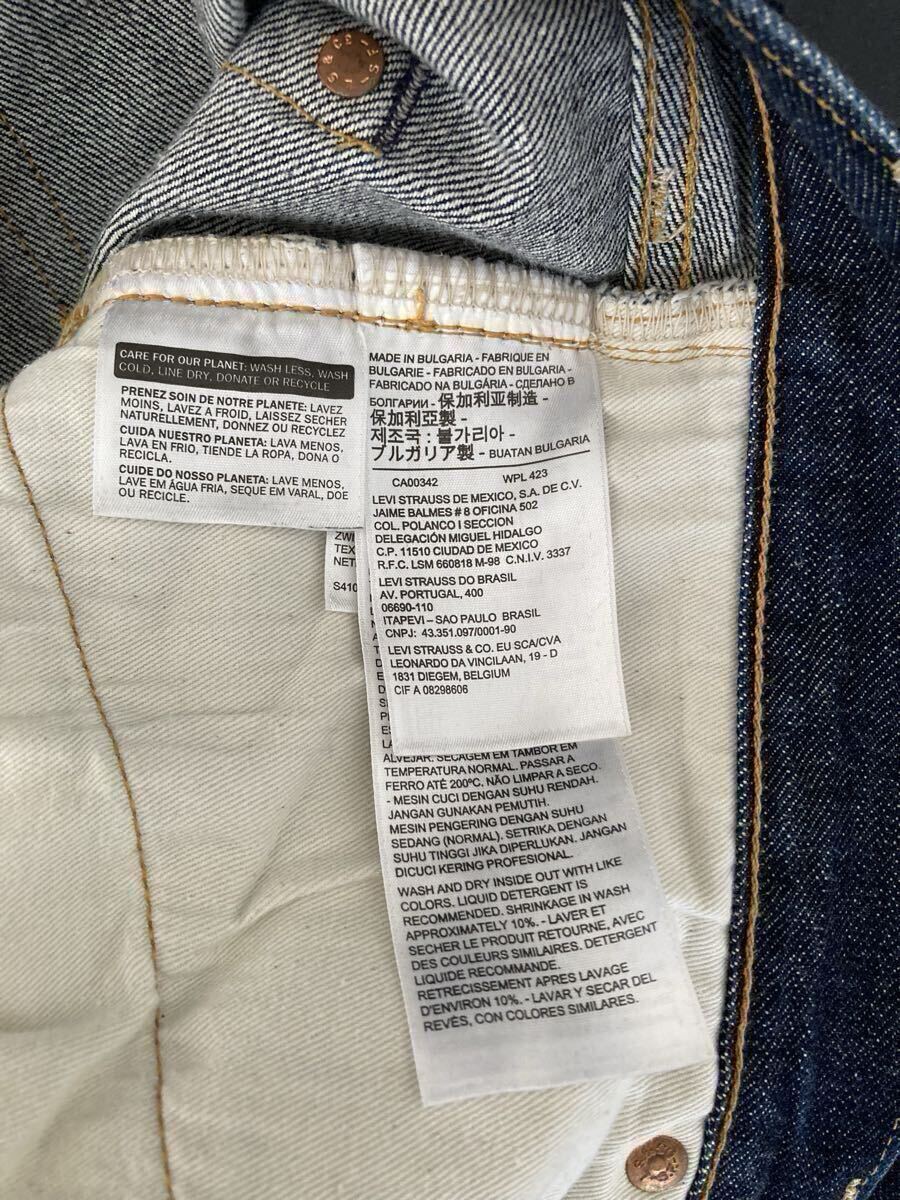 CARE FOR OUR PLANET: WASH LESS, WASH
COLD, LINE DRY, DONATE OR RECYCLE
PRENEZ SOIN DE NOTRE PLANETE: LAVEZ
MOINS, LAVEZ A FROID, LAISSEZ SECHER
NATURELLEMENT, DONNEZ OU RECYCLEZ
CUIDA NUESTRO PLANETA: LAVA MENOS,
LAVA EN FRIO, TIENDE LA ROPA, DONA O
RECICLA.
CUIDE DO NOSSO PLANETA: LAVE MENOS,
LAVE EM ÁGUA FRIA, SEQUE EM VARAL, DOE
OU RECICLE.
MADE IN BULGARIA - FABRIQUE EN
BULGARIE - FABRICADO EN BULGARIA -
FABRICADO NA BULGÁRIA - СДЕЛАНО В
БОЛГАРИИ - 保加利亚制造 -
保加利亞製 -
제조국 : 불가리아 -
ブルガリア製 - BUATAN BULGARIA
CA00342 WPL 423
LEVI STRAUSS DE MEXICO, S.A. DE C.V.
JAIME BALMES # 8 OFICINA 502
COL. POLANCO I SECCION
DELEGACIÓN MIGUEL HIDALGO
C.P. 11510 CIUDAD DE MEXICO
R.F.C. LSM 660818 M-98 C.N.I.V. 3337
LEVI STRAUSS DO BRASIL
AV. PORTUGAL, 400
06690-110
ITAPEVI – SAO PAULO BRASIL
CNPJ: 43.351.097/0001-90
LEVI STRAUSS & CO. EU SCA/CVA
LEONARDO DA VINCILAAN, 19 - D
1831 DIEGEM, BELGIUM
CIF A 08298606
TEX
NET
S410
ALVEJAR. SECAGEM EM TAMBOR EM
TEMPERATURA NORMAL. PASSAR A
FERRO ATÉ 200ºC. NÃO LIMPAR A SECO.
- MESIN CUCI DENGAN SUHU RENDAH.
JANGAN GUNAKAN PEMUTIH.
MESIN PENGERING DENGAN SUHU
SEDANG (NORMAL). SETRIKA DENGAN
SUHU TINGGI JIKA DIPERLUKAN. JANGAN
DICUCI KERING PROFESIONAL.
WASH AND DRY INSIDE OUT WITH LIKE
COLORS. LIQUID DETERGENT IS
RECOMMENDED. SHRINKAGE IN WASH
APPROXIMATELY 10%. - LAVER ET
SECHER LE PRODUIT RETOURNE, AVEC
DES COULEURS SIMILAIRES. DETERGENT
LIQUIDE RECOMMANDE.
RETRECISSEMENT APRES LAVAGE
D'ENVIRON 10%. - LAVAR Y SECAR DEL
REVÉS, CON COLORES SIMILARES.